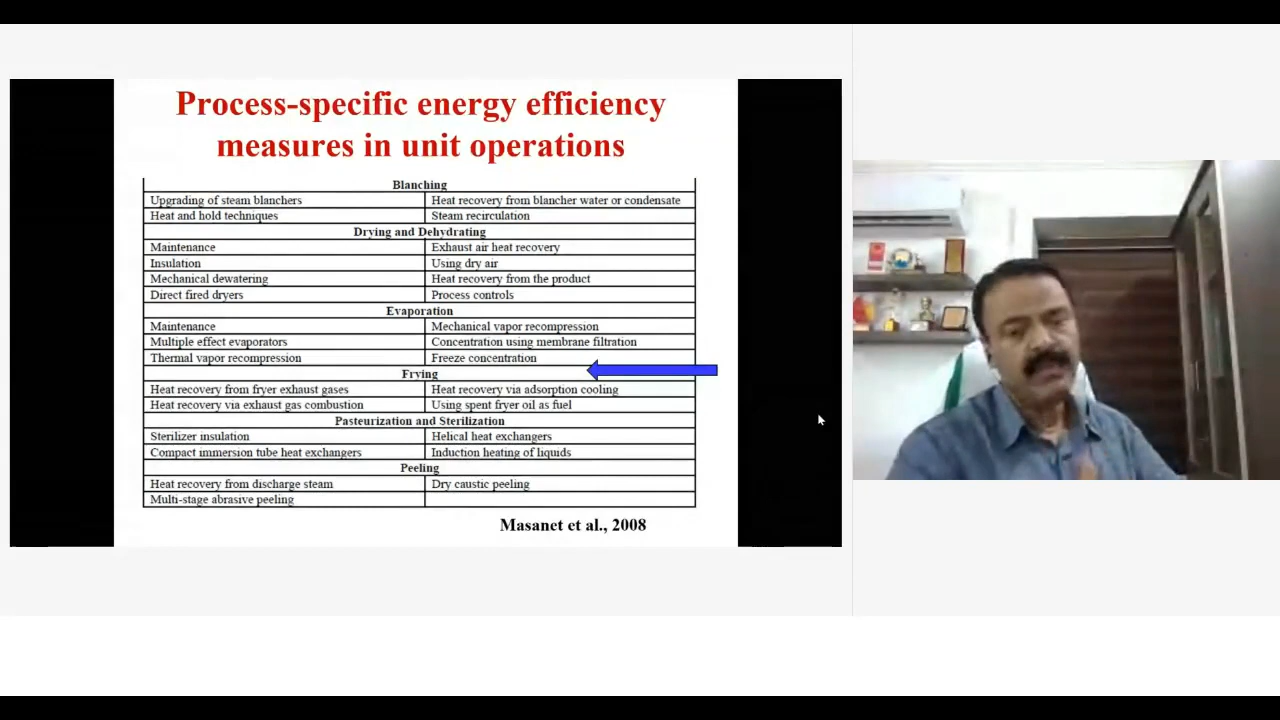 Process-specific energy efficiency
measures in unit operations
Blanching
Upgrading of steam blanchers Heat recovery from blancher water or condensate
Heat and hold techniques Steam recirculation
Drying and Dehydrating
Maintenance Exhaust air heat recovery
Insulation Using dry air
Mechanical dewatering Heat recovery from the product
Direct fired dryers Process controls
Evaporation
Maintenance Mechanical vapor recompression
Multiple effect evaporators Concentration using membrane filtration
Thermal vapor recompression Freeze concentration
Frying
Heat recovery from fryer exhaust gases Heat recovery via adsorption cooling
Heat recovery via exhaust gas combustion Using spent fryer oil as fuel
Pasteurization and Sterilization
Sterilizer insulation Helical heat exchangers
Compact immersion tube heat exchangers Induction heating of liquids
Peeling
Heat recovery from discharge steam Dry caustic peeling
Multi-stage abrasive peeling
Masanet et al., 2008